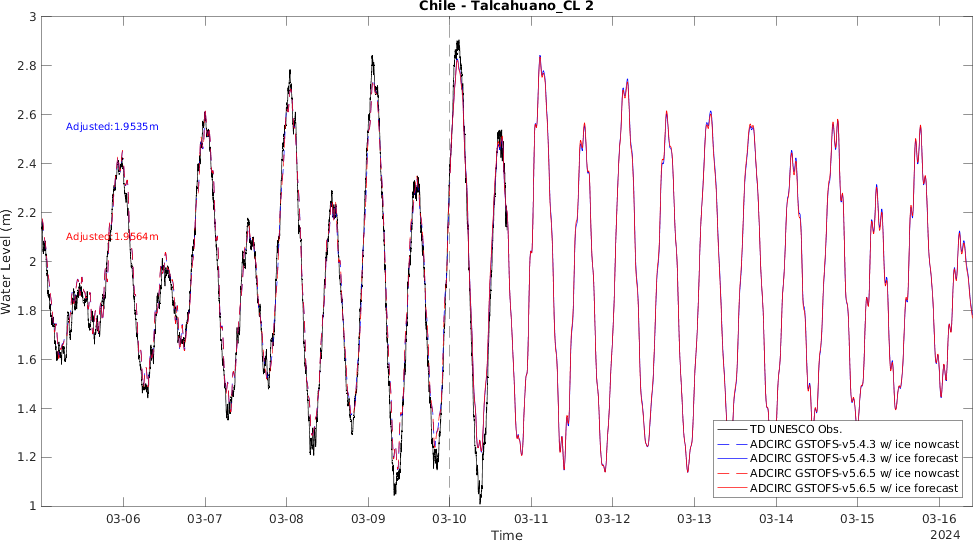 Chile - Talcahuano_CL 2
3
2.8
2.6
2.4
2.2
2
1.8
1.6
1.4
1.2
1
Water Level (m)
Adjusted:1.9535m
Adjusted:1.9564m
TD UNESCO Obs.
ADCIRC GSTOFS-v5.4.3 w/ ice nowcast
ADCIRC GSTOFS-v5.4.3 w/ ice forecast
ADCIRC GSTOFS-v5.6.5 w/ ice nowcast
ADCIRC GSTOFS-v5.6.5 w/ ice forecast
03-06 03-07 03-08 03-09 03-10 03-11 03-12 03-13 03-14 03-15 03-16
Time
2024